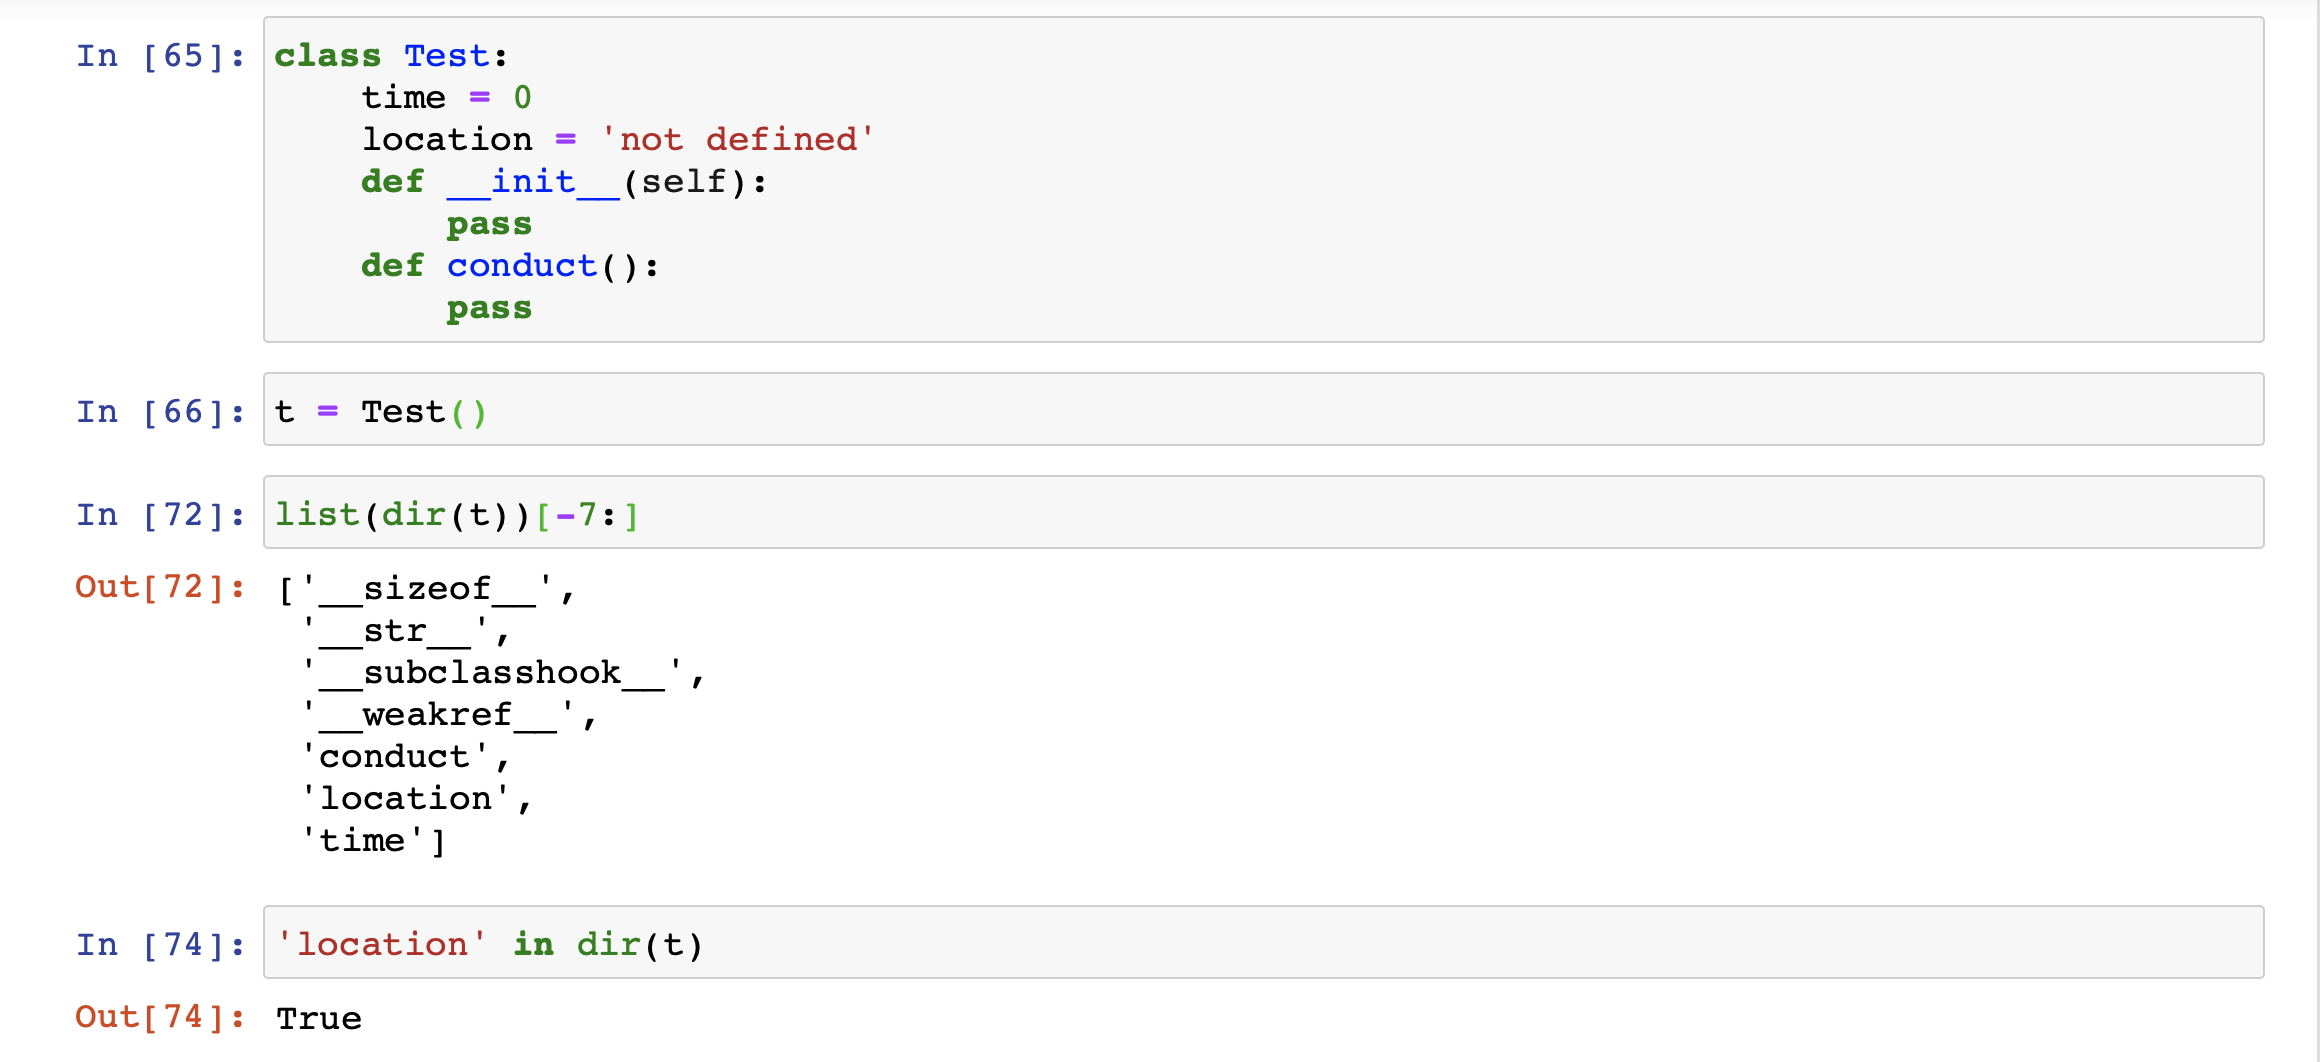 In [65]: class Test:
    time = 0
    location = 'not defined'
    def __init__(self):
        pass
    def conduct():
        pass
In [66]: t = Test()
In [72]: list(dir(t))[-7:]
Out[72]: ['__sizeof__',
 '__str__',
 '__subclasshook__',
 '__weakref__',
 'conduct',
 'location',
 'time']
In [74]: 'location' in dir(t)
Out[74]: True